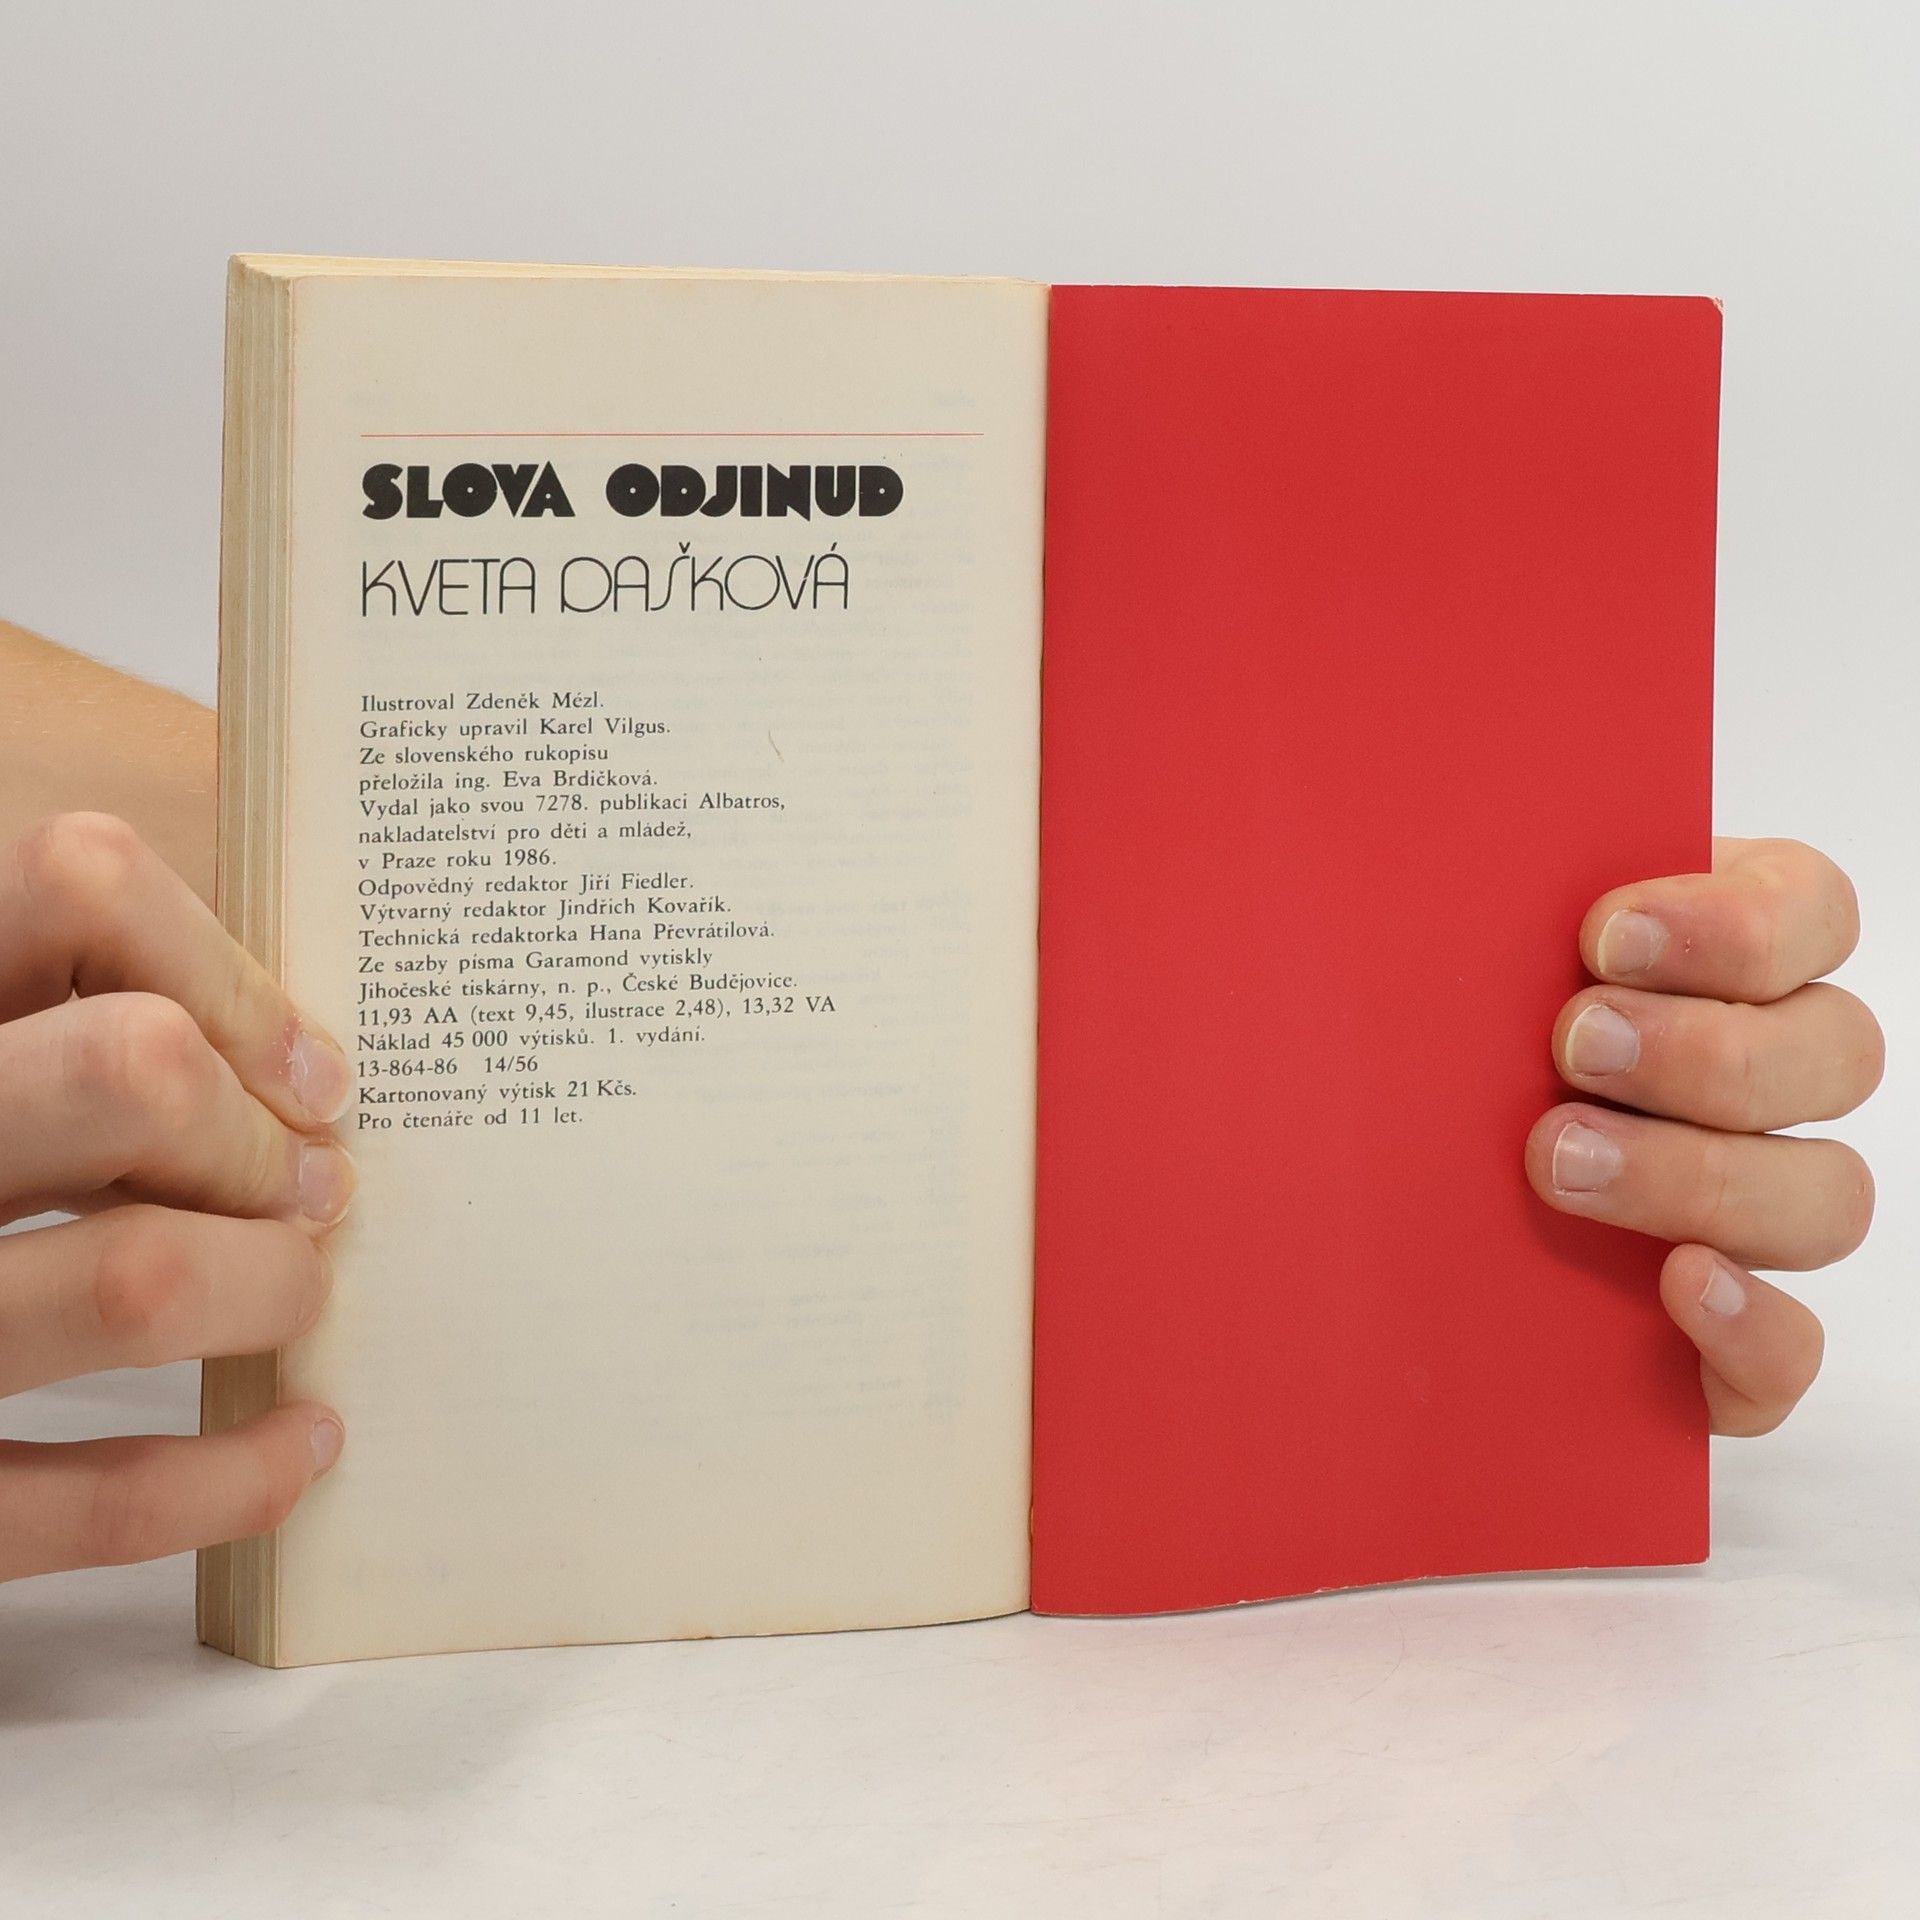 SLOVA ODJINUD
KVETA DAŠKOVÁ
Ilustroval Zdeněk Mézl.
Graficky upravil Karel Vilgus.
Ze slovenského rukopisu
přeložila ing. Eva Brdičková.
Vydal jako svou 7278. publikaci Albatros,
nakladatelství pro děti a mládež,
v Praze roku 1986.
Odpovědný redaktor Jiří Fiedler.
Výtvarný redaktor Jindřich Kovařík.
Technická redaktorka Hana Převrátilová.
Ze sazby písma Garamond vytiskly
Jihočeské tiskárny, n. p., České Budějovice.
11,93 AA (text 9,45, ilustrace 2,48), 13,32 VA
Náklad 45 000 výtisků. 1. vydání.
13-864-86 14/56
Kartonovaný výtisk 21 Kčs.
Pro čtenáře od 11 let.